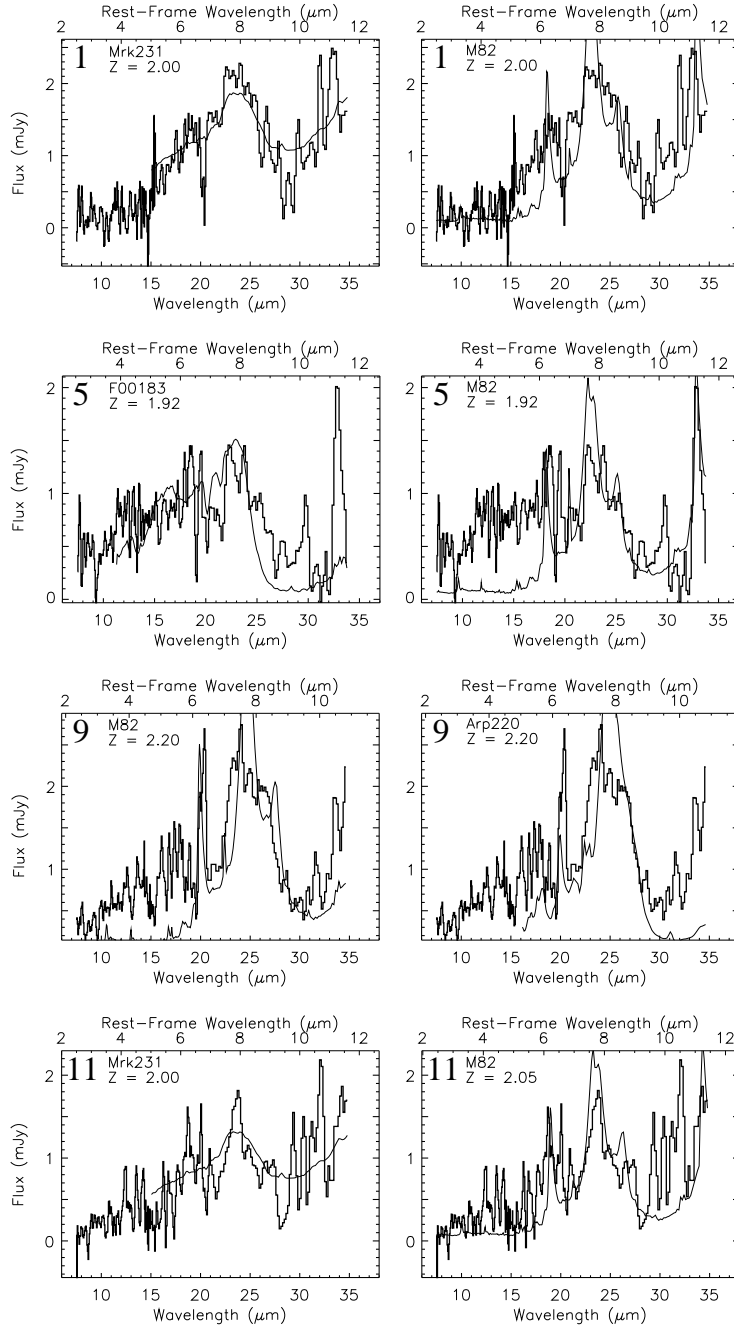 Rest-Frame Wavelength (μm) Rest-Frame Wavelength (μm)
2 4 6 8 10 12 2 4 6 8 10 12
1 Mrk231 1 M82
Z = 2.00 Z = 2.00
2
1
0
Flux (mJy)
10 15 20 25 30 35 10 15 20 25 30 35
Wavelength (μm) Wavelength (μm)
Rest-Frame Wavelength (μm) Rest-Frame Wavelength (μm)
4 6 8 10 12 4 6 8 10 12
5 F00183 5 M82
Z = 1.92 Z = 1.92
2
1
0
Flux (mJy)
10 15 20 25 30 35 10 15 20 25 30 35
Wavelength (μm) Wavelength (μm)
Rest-Frame Wavelength (μm) Rest-Frame Wavelength (μm)
2 4 6 8 10 2 4 6 8 10
9 M82 9 Arp220
Z = 2.20 Z = 2.20
2
1
Flux (mJy)
10 15 20 25 30 35 10 15 20 25 30 35
Wavelength (μm) Wavelength (μm)
Rest-Frame Wavelength (μm) Rest-Frame Wavelength (μm)
2 4 6 8 10 12 2 4 6 8 10
11 Mrk231 11 M82
Z = 2.00 Z = 2.05
2
1
0
Flux (mJy)
10 15 20 25 30 35 10 15 20 25 30 35
Wavelength (μm) Wavelength (μm)